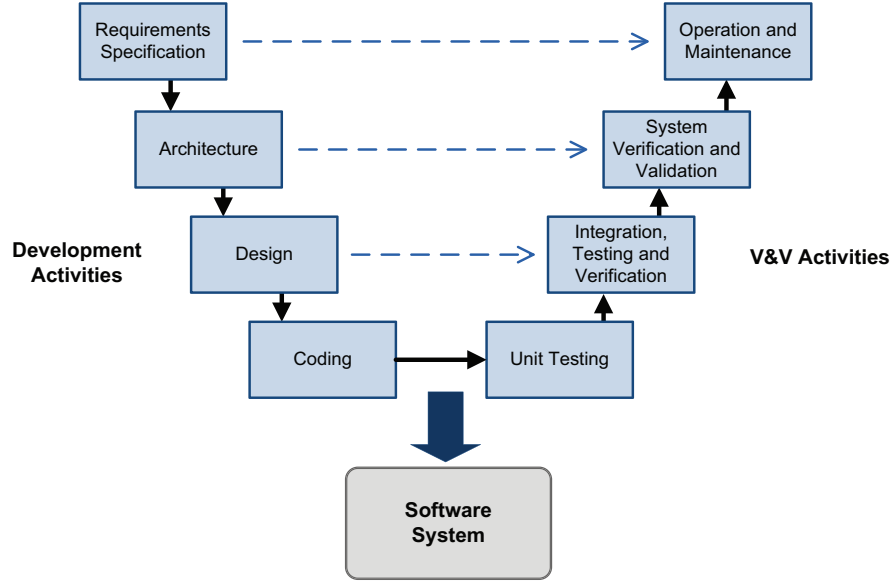 Requirements
Specification
Operation and
Maintenance
Architecture
System
Verification and
Validation
Development
Activities
Design
Integration,
Testing and
Verification
V&V Activities
Coding
Unit Testing
Software
System